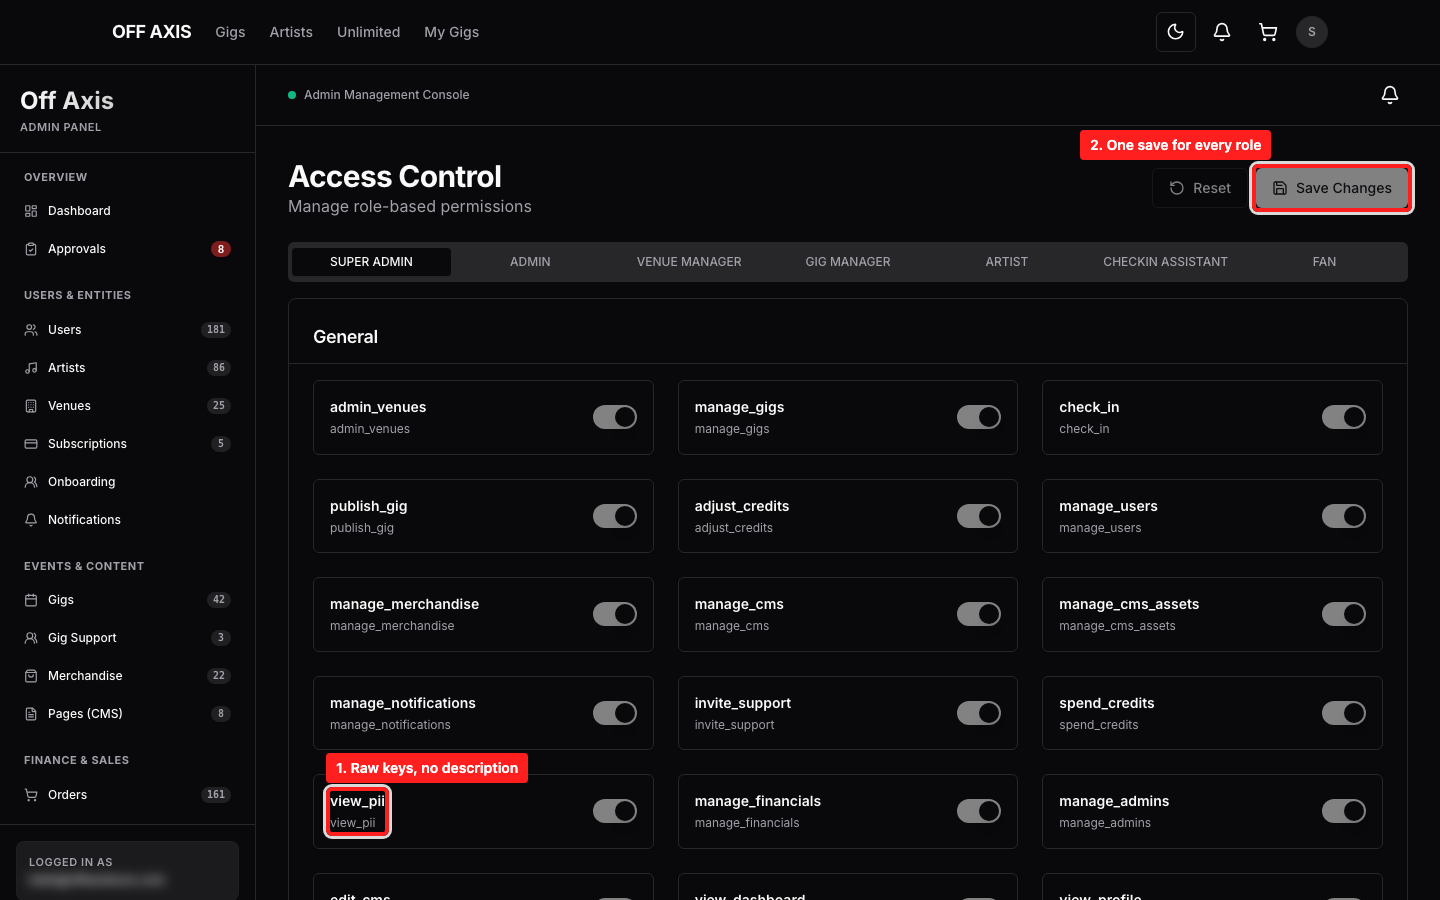 OFF AXIS
Gigs
Artists
Unlimited
My Gigs
S
Off Axis
ADMIN PANEL
OVERVIEW
Dashboard
Approvals
8
USERS & ENTITIES
Users
181
Artists
86
Venues
25
Subscriptions
5
Onboarding
Notifications
EVENTS & CONTENT
Gigs
42
Gig Support
3
Merchandise
22
Pages (CMS)
8
FINANCE & SALES
Orders
161
LOGGED IN AS
Admin Management Console
2. One save for every role
Access Control
Manage role-based permissions
Reset
Save Changes
SUPER ADMIN
ADMIN
VENUE MANAGER
GIG MANAGER
ARTIST
CHECKIN ASSISTANT
FAN
General
admin_venues
admin_venues
manage_gigs
manage_gigs
check_in
check_in
publish_gig
publish_gig
adjust_credits
adjust_credits
manage_users
manage_users
manage_merchandise
manage_merchandise
manage_cms
manage_cms
manage_cms_assets
manage_cms_assets
manage_notifications
manage_notifications
invite_support
invite_support
spend_credits
spend_credits
1. Raw keys, no description
view_pii
view_pii
manage_financials
manage_financials
manage_admins
manage_admins
edit_cms
view_dashboard
view_profile